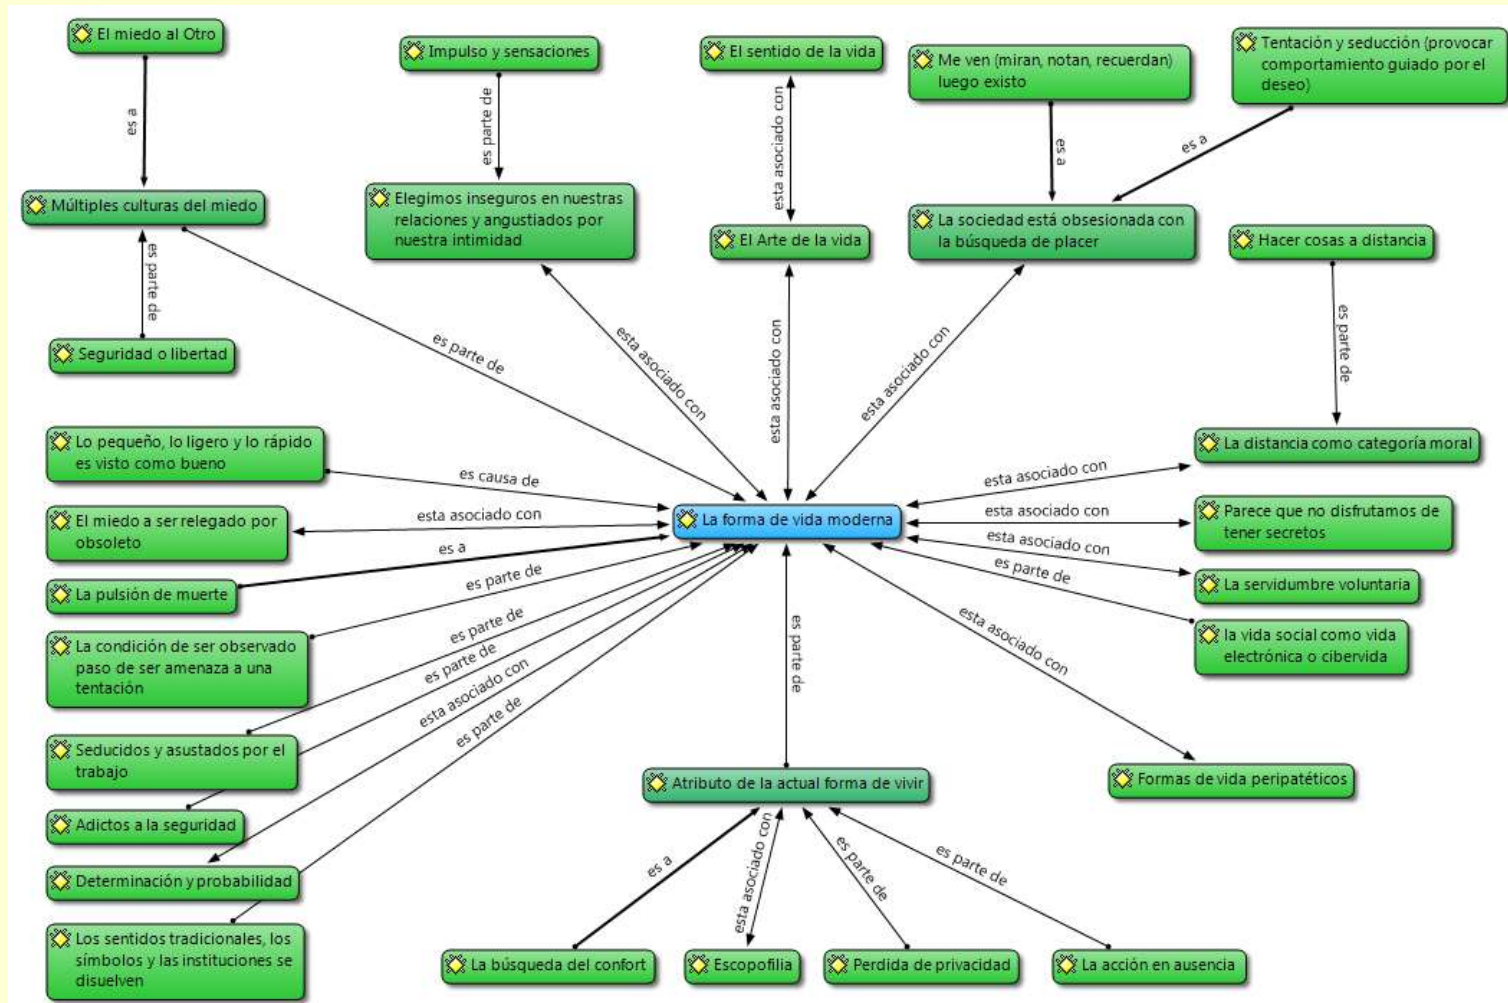 El miedo al Otro
Impulso y sensaciones
El sentido de la vida
Me ven (miran, notan, recuerdan)
luego existo
Tentación y seducción (provocar
comportamiento guiado por el
deseo)
es a
es parte de
esta asociado con
es a
es a
Múltiples culturas del miedo
Elegimos inseguros en nuestras
relaciones y angustiados por
nuestra intimidad
El Arte de la vida
La sociedad está obsesionada con
la búsqueda de placer
Hacer cosas a distancia
es parte de
Seguridad o libertad
es parte de
esta asociado con
esta asociado con
esta asociado con
es parte de
Lo pequeño, lo ligero y lo rápido
es visto como bueno
es causa de
La distancia como categoría moral
esta asociado con
El miedo a ser relegado por
obsoleto
esta asociado con
La forma de vida moderna
esta asociado con
Parece que no disfrutamos de
tener secretos
es a
esta asociado con
La pulsión de muerte
es parte de
es parte de
La servidumbre voluntaria
La condición de ser observado
paso de ser amenaza a una
tentación
es parte de
es parte de
esta asociado con
es parte de
es parte de
esta asociado con
la vida social como vida
electrónica o cibervida
Seducidos y asustados por el
trabajo
Atributo de la actual forma de vivir
Formas de vida peripatéticos
Adictos a la seguridad
es a
esta asociado con
es parte de
es parte de
Determinación y probabilidad
Los sentidos tradicionales, los
símbolos y las instituciones se
disuelven
La búsqueda del confort
Escopofilia
Perdida de privacidad
La acción en ausencia